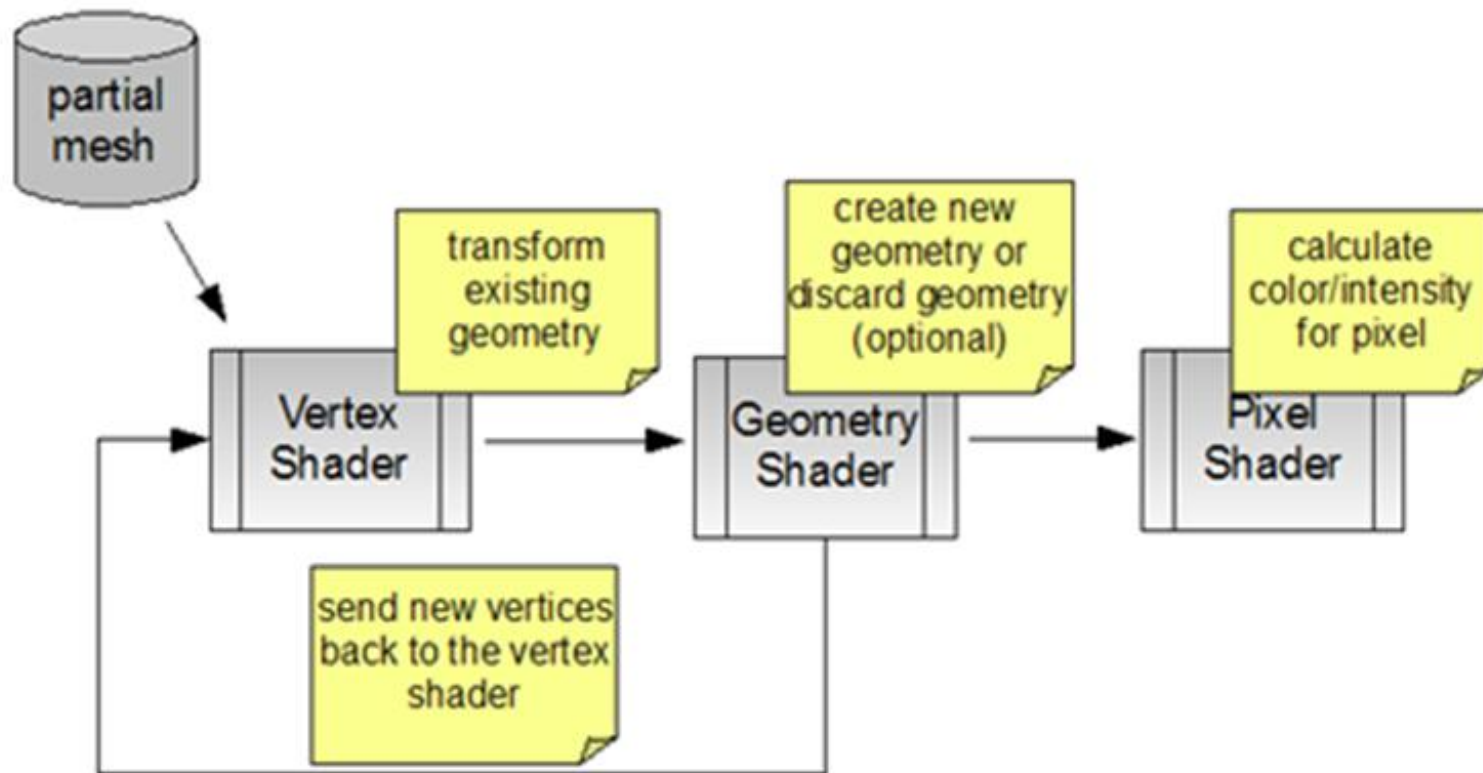 partial
mesh
transform
existing
geometry
create new
geometry or
discard geometry
(optional)
calculate
color/intensity
for pixel
Vertex
Shader
Geometry
Shader
Pixel
Shader
send new vertices
back to the vertex
shader